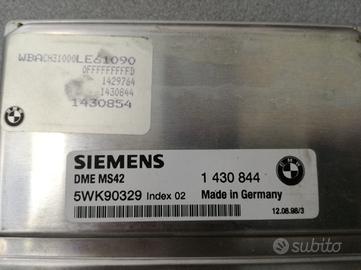 WBACH31000LE61090
0FFFFFFFFD
1429764
1430844
1430854
SIEMENS
DME MS42
5WK90329 Index 02
1 430 844
Made in Germany
12.08.98/3
BMW
subito